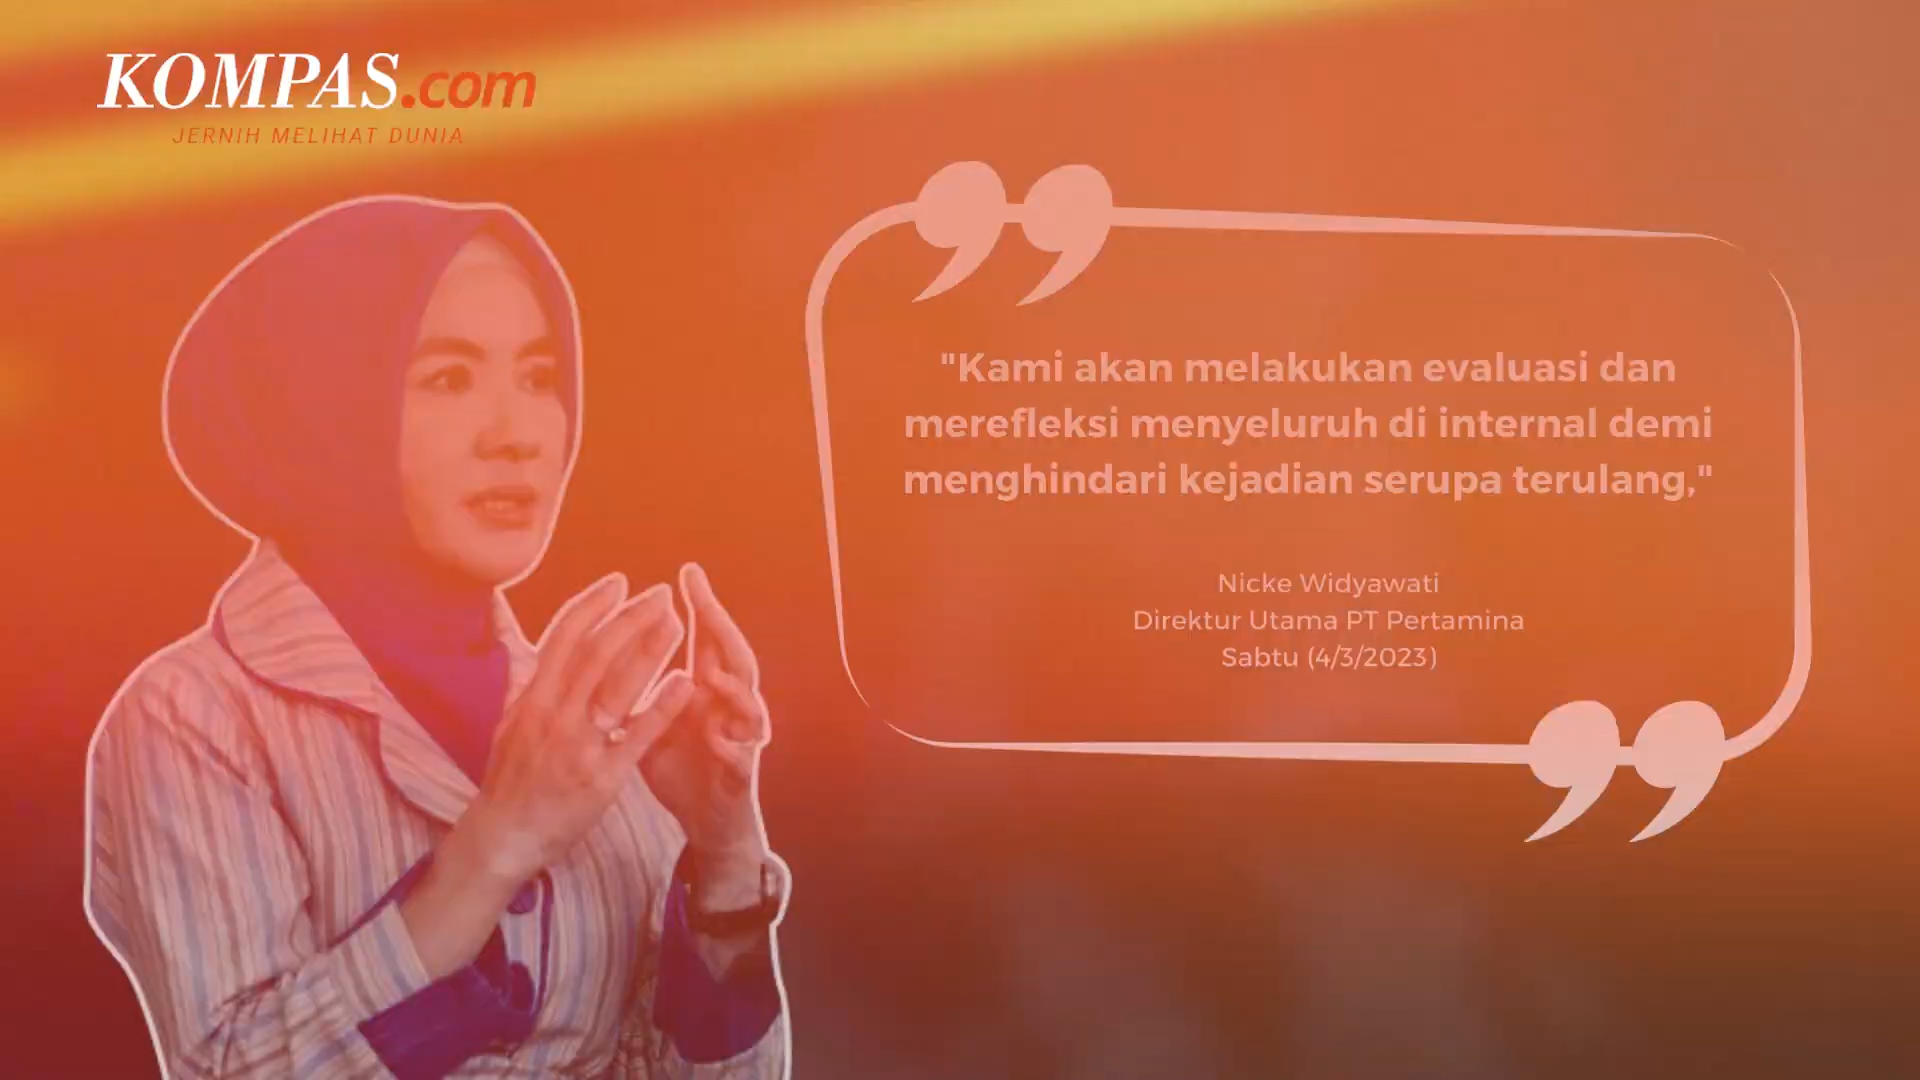 KOMPAS.com
JERNIH MELIHAT DUNIA
"Kami akan melakukan evaluasi dan
merefleksi menyeluruh di internal demi
menghindari kejadian serupa terulang,"
Nicke Widyawati
Direktur Utama PT Pertamina
Sabtu (4/3/2023)